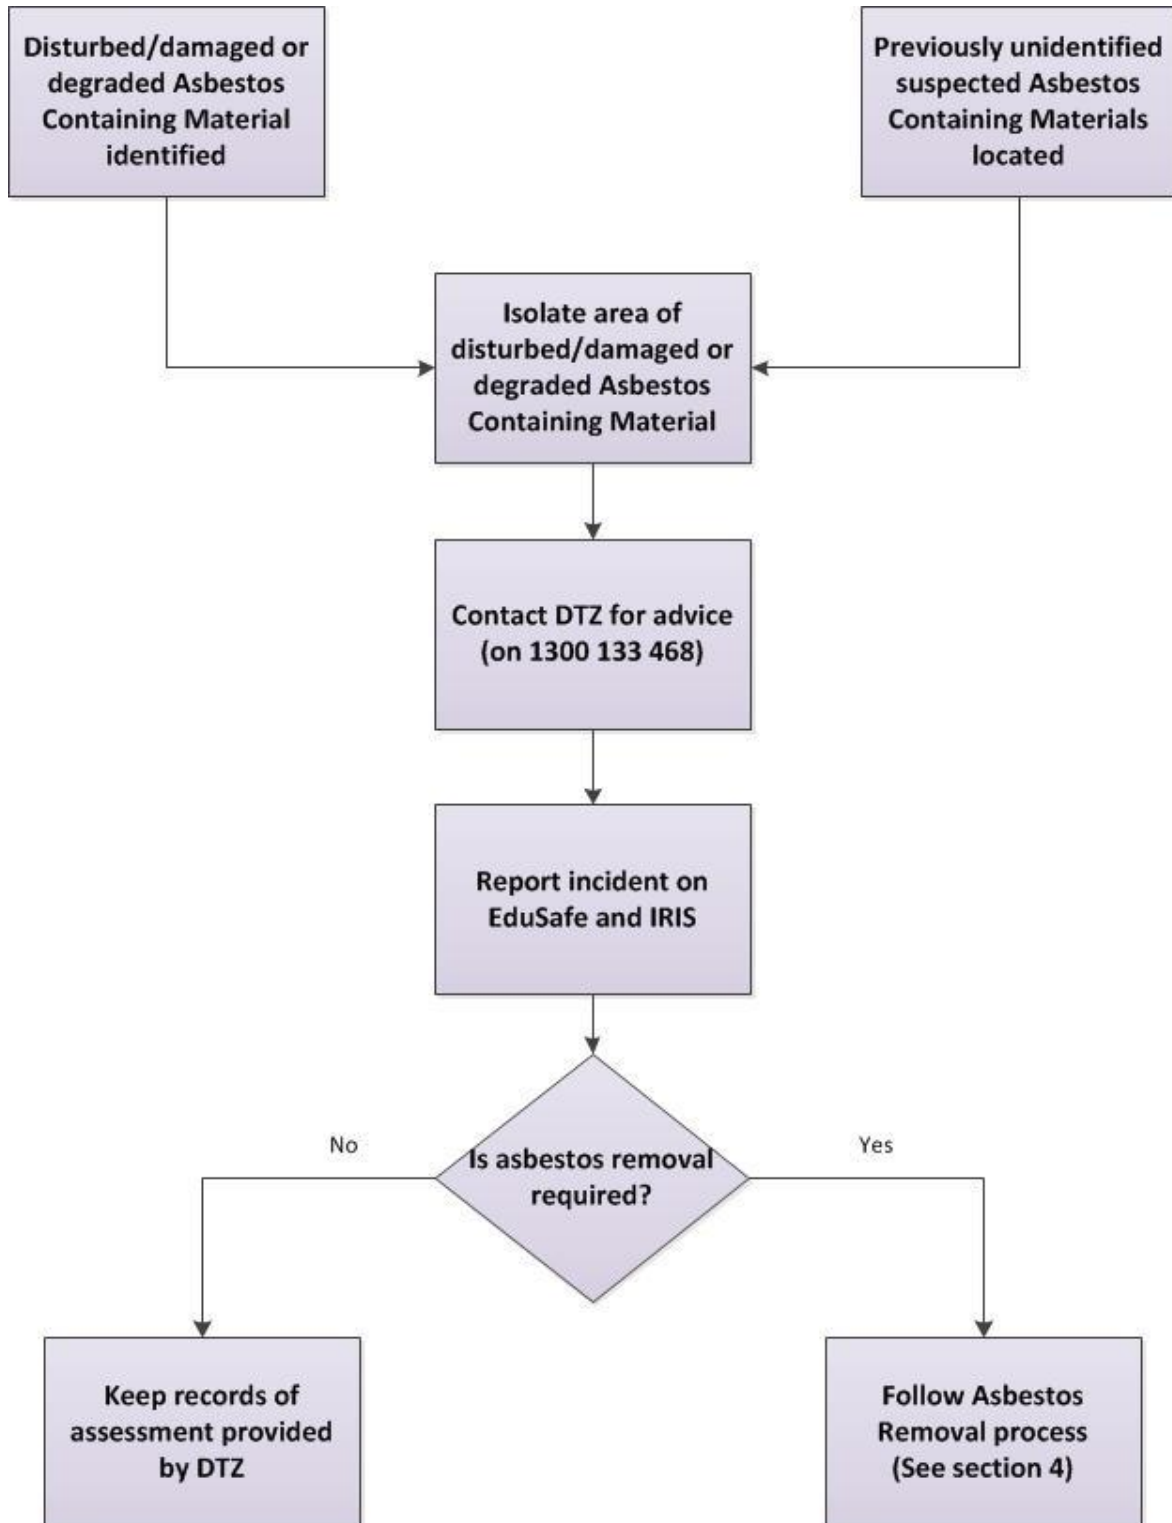 Disturbed/damaged or
degraded Asbestos
Containing Material
identified
Previously unidentified
suspected Asbestos
Containing Materials
located
Isolate area of
disturbed/damaged or
degraded Asbestos
Containing Material
Contact DTZ for advice
(on 1300 133 468)
Report incident on
EduSafe and IRIS
Is asbestos removal
required?
No
Yes
Keep records of
assessment provided
by DTZ
Follow Asbestos
Removal process
(See section 4)